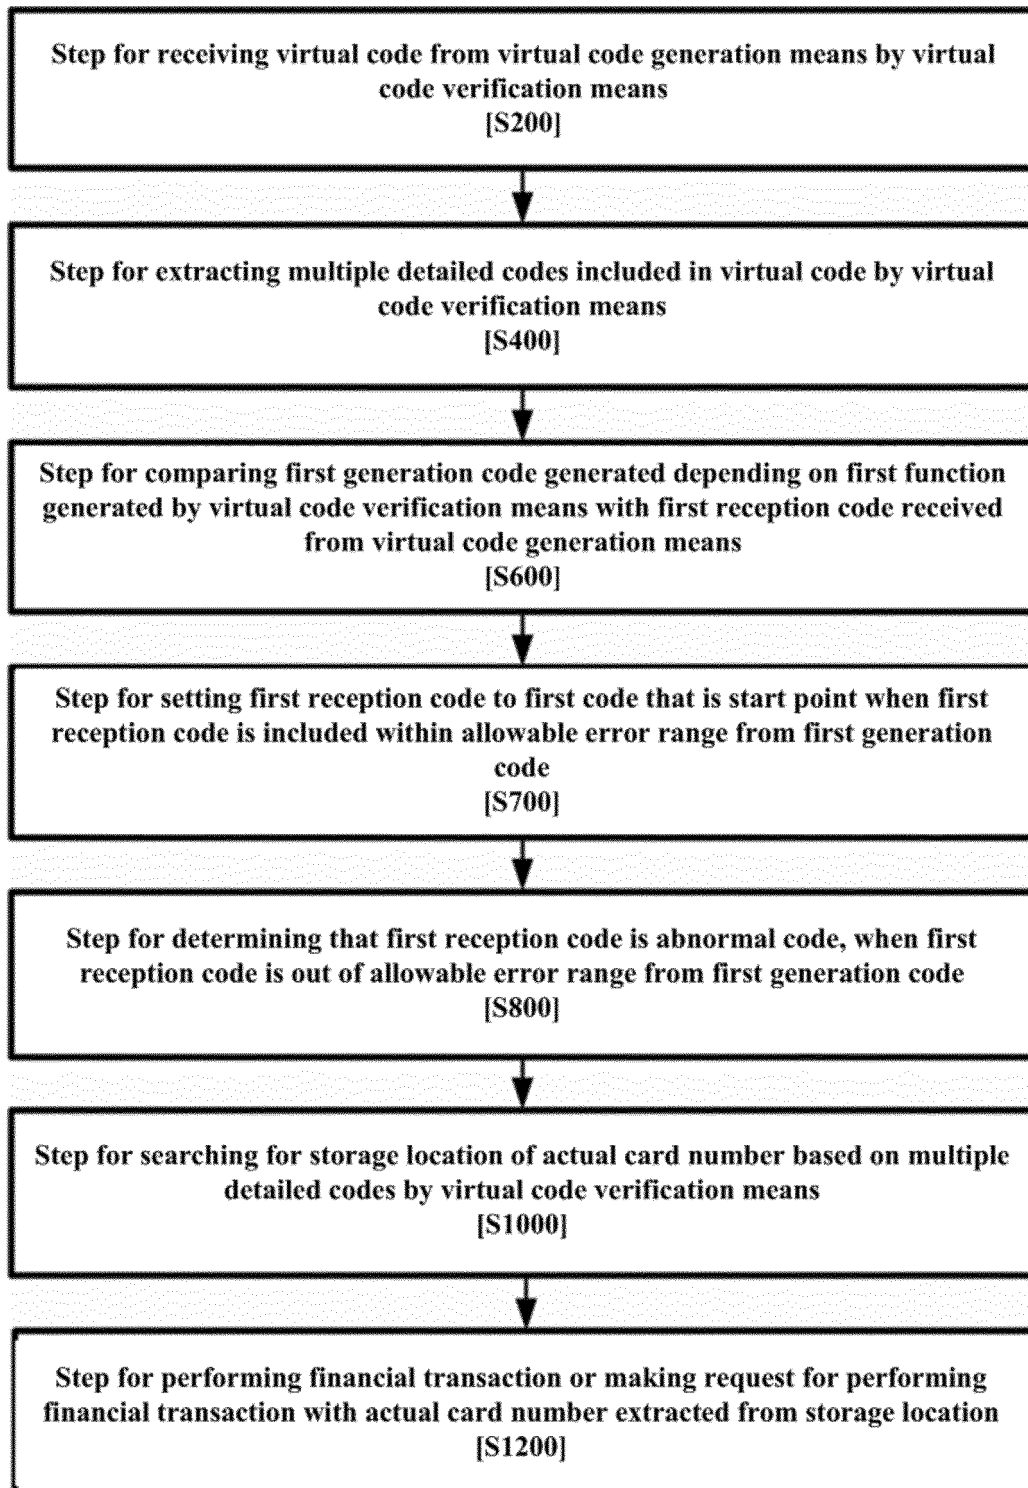 Step for receiving virtual code from virtual code generation means by virtual
code verification means
[S200]
Step for extracting multiple detailed codes included in virtual code by virtual
code verification means
[S400]
Step for comparing first generation code generated depending on first function
generated by virtual code verification means with first reception code received
from virtual code generation means
[S600]
Step for setting first reception code to first code that is start point when first
reception code is included within allowable error range from first generation
code
[S700]
Step for determining that first reception code is abnormal code, when first
reception code is out of allowable error range from first generation code
[S800]
Step for searching for storage location of actual card number based on multiple
detailed codes by virtual code verification means
[S1000]
Step for performing financial transaction or making request for performing
financial transaction with actual card number extracted from storage location
[S1200]